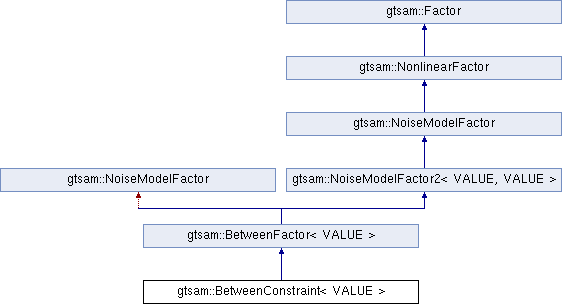 gtsam::Factor
gtsam::NonlinearFactor
gtsam::NoiseModelFactor
gtsam::NoiseModelFactor
gtsam::NoiseModelFactor2< VALUE, VALUE >
gtsam::BetweenFactor< VALUE >
gtsam::BetweenConstraint< VALUE >